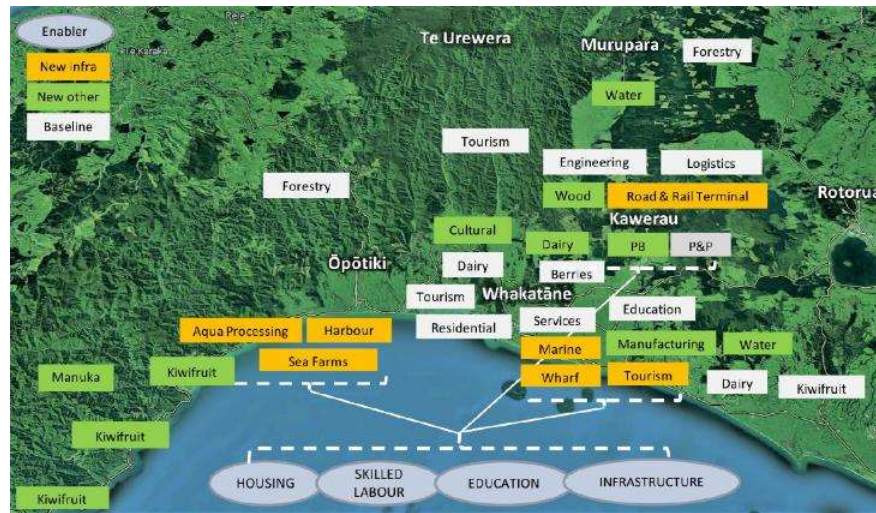 Rere
Te Urewera
Murupara
Enabler
Forestry
New infra
Water
New other
Baseline
Tourism
Engineering
Logistics
Forestry
Wood
Road & Rail Terminal
Rotorua
Kawerau
Cultural
Dairy
PB
P&P
Ōpōtiki
Dairy
Berries
Tourism
Whakatāne
Education
Services
Residential
Aqua Processing
Harbour
Marine
Manufacturing
Water
Sea Farms
Manuka
Kiwifruit
Wharf
Tourism
Dairy
Kiwifruit
Kiwifruit
HOUSING
SKILLED
LABOUR
EDUCATION
INFRASTRUCTURE
Kiwifruit